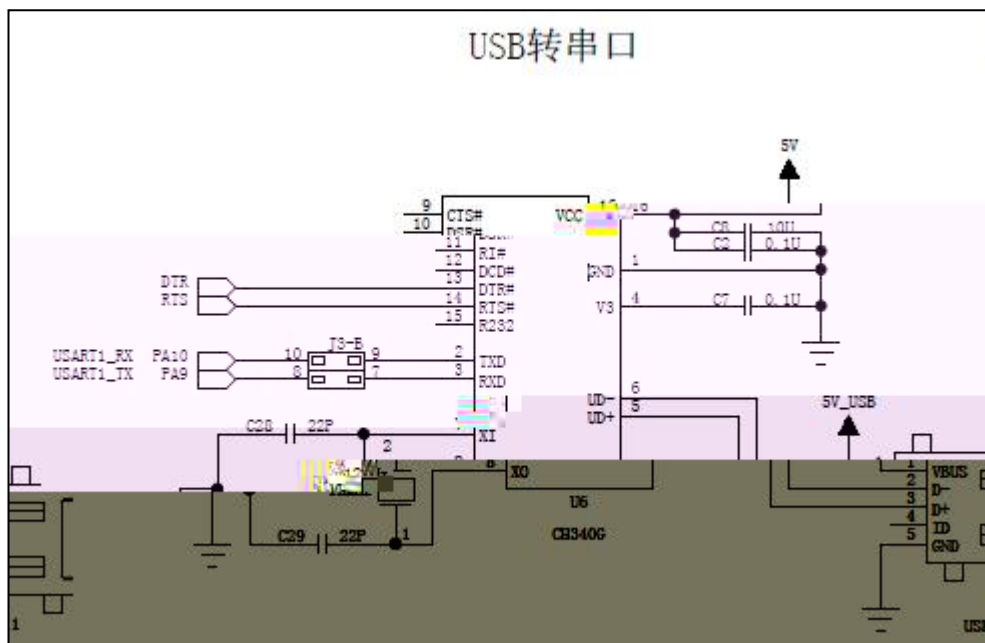 USB转串口
5V
9 CTS# VCC
10
C8 10U
C2 0.1U
11 RI#
12 DCD# GND 1
DTR 13 DTR#
RTS 14 RTS# V3 4 C7 0.1U
15 R232
J3-B
USART1_RX PA10 10 9 2 TXD
USART1_TX PA9 8 7 3 RXD
UD- 6
UD+ 5
5V_USB
C28 22P XI
2
8 XO
1 VBUS
2 D-
3 D+
4 ID
5 GND
U6
CH340G
C29 22P 1
1